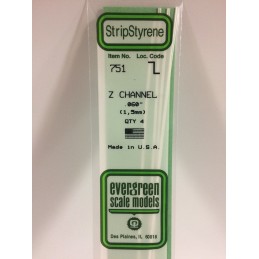 StripStyrene
Item No. Loc. Code
751
Z CHANNEL
.060"
(1,5mm)
QTY 4
Made in U.S.A.
evergreen
scale models
Des Plaines, IL 60018